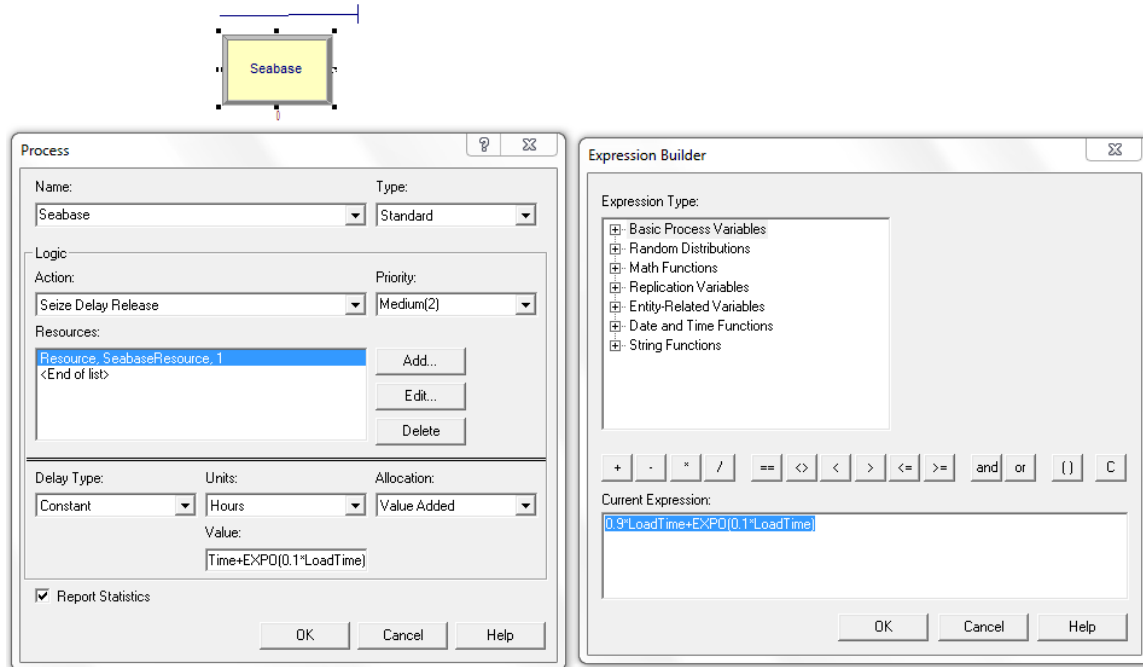 Seabase
0
Process
Name:
Type:
Seabase
Standard
Logic
Action:
Priority:
Seize Delay Release
Medium(2)
Resources:
Resource, SeabaseResource, 1
<End of list>
Add...
Edit...
Delete
Delay Type:
Units:
Allocation:
Constant
Hours
Value Added
Value:
Time+EXPO(0.1*LoadTime)
Report Statistics
OK
Cancel
Help
Expression Builder
Expression Type:
Basic Process Variables
Random Distributions
Math Functions
Replication Variables
Entity-Related Variables
Date and Time Functions
String Functions
+ - * / == <> < > <= >= and or () C
Current Expression:
0.9*LoadTime+EXPO(0.1*LoadTime)
OK
Cancel
Help